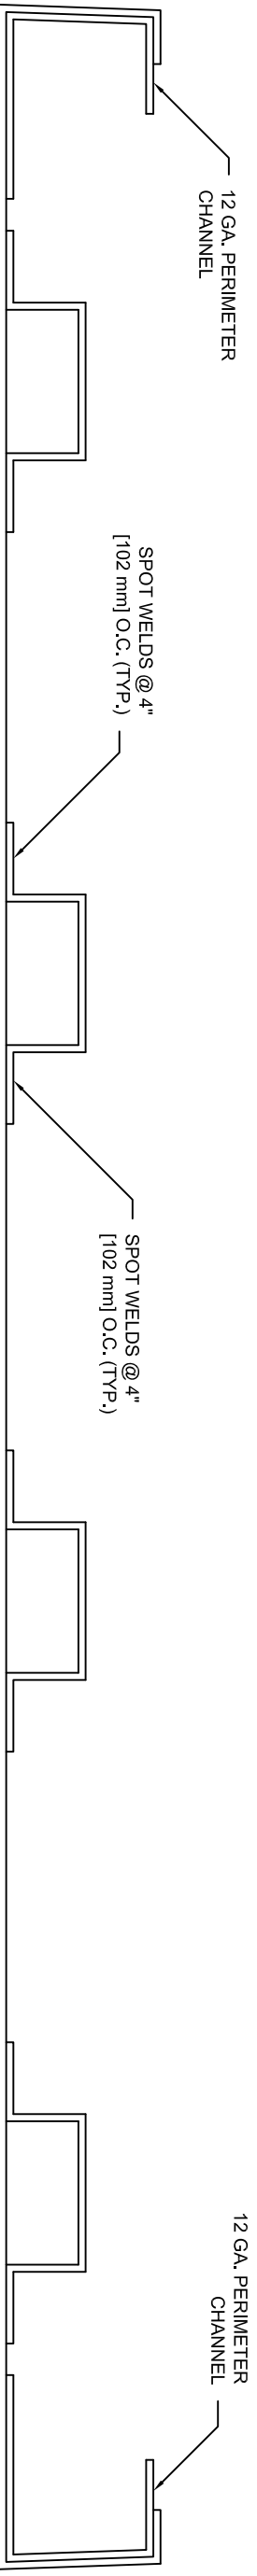 12 GA. PERIMETER
CHANNEL
SPOT WELDS @ 4"
[102 mm] O.C. (TYP.)
SPOT WELDS @ 4"
[102 mm] O.C. (TYP.)
12 GA. PERIMETER
CHANNEL